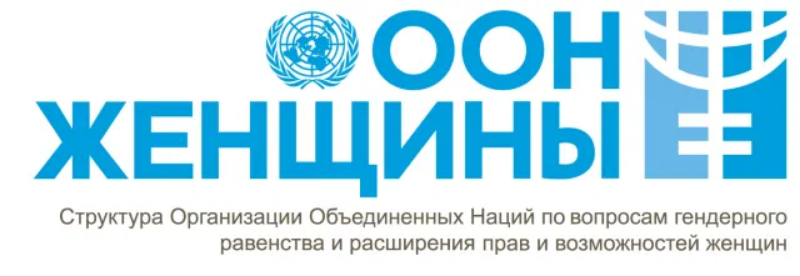 ООН
ЖЕНЩИНЫ
Структура Организации Объединенных Наций по вопросам гендерного
равенства и расширения прав и возможностей женщин